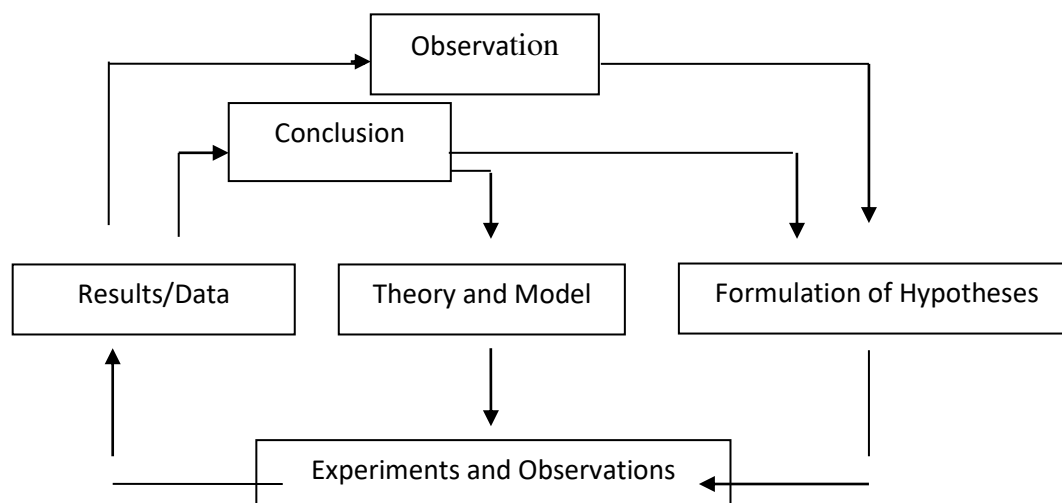 Observation
Conclusion
Results/Data
Theory and Model
Formulation of Hypotheses
Experiments and Observations